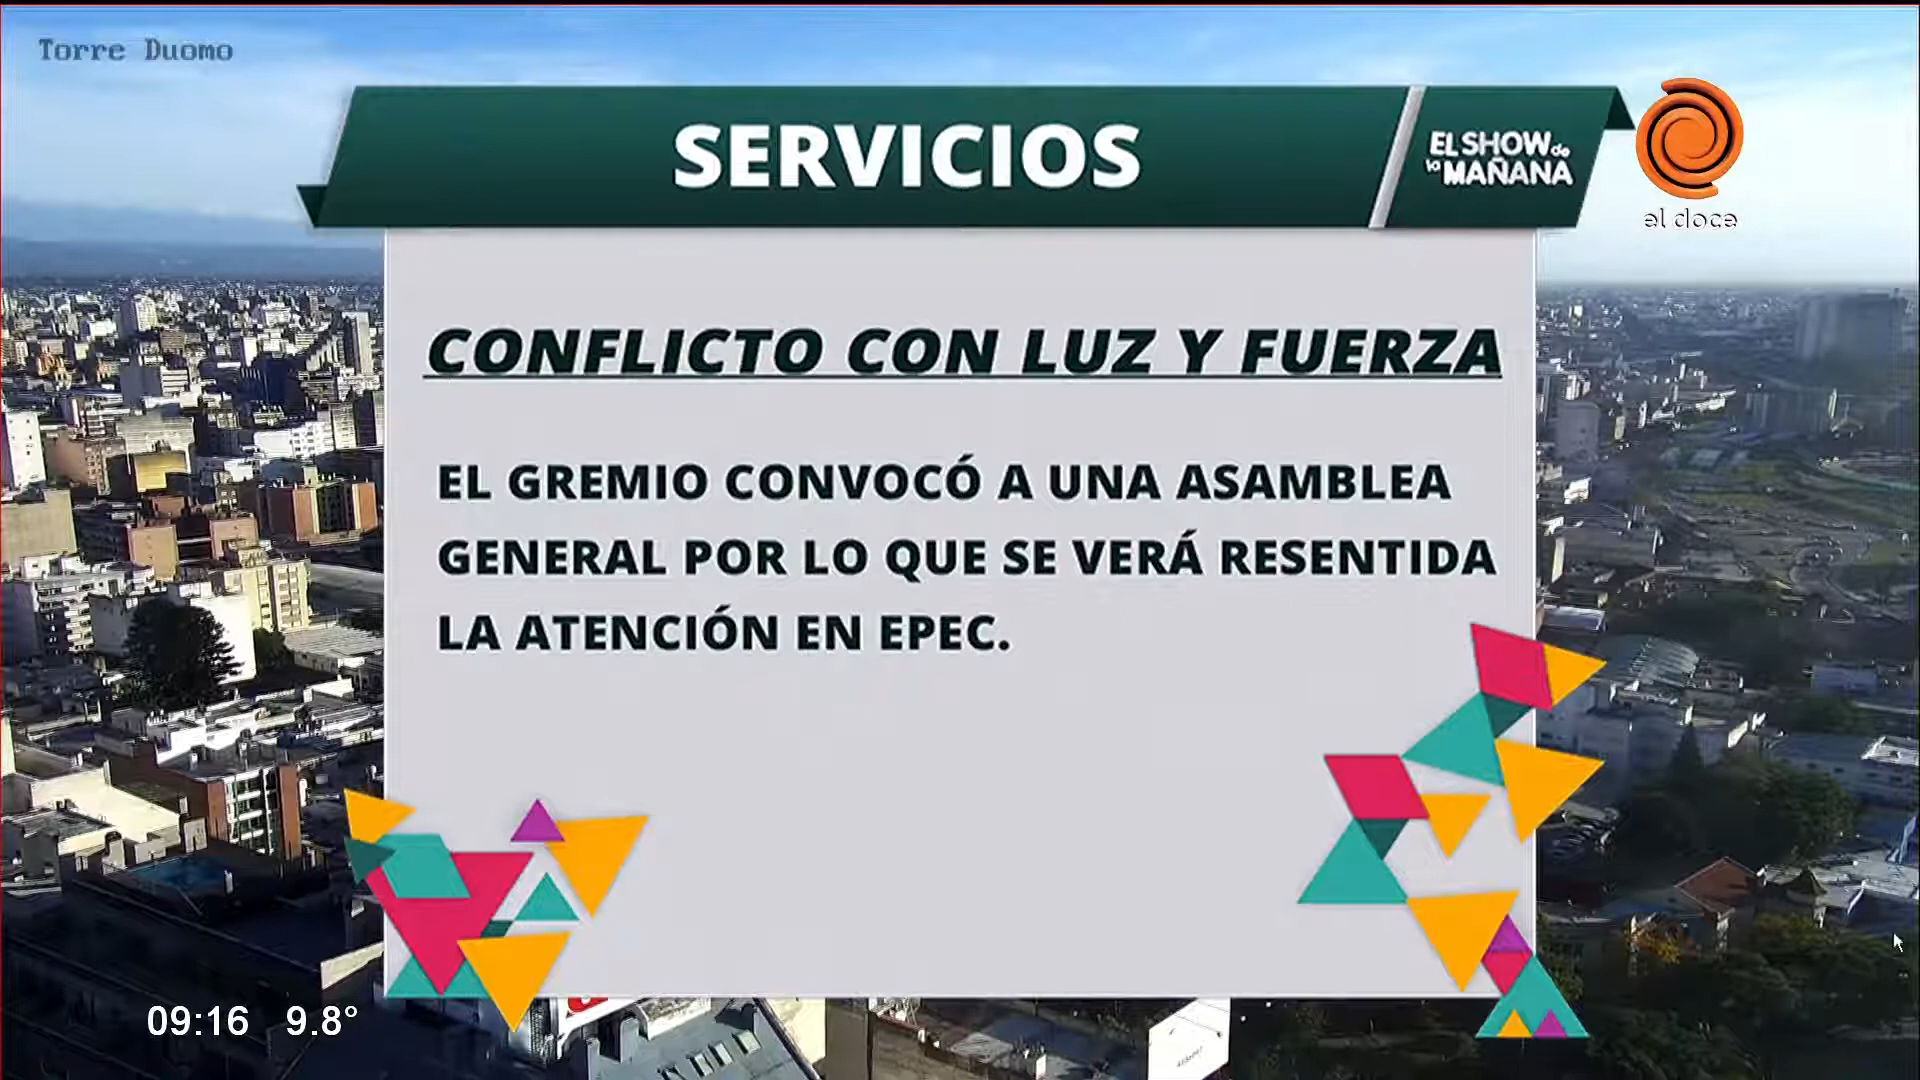 Torre Duomo
SERVICIOS
EL SHOW de
la MAÑANA
el doce
CONFLICTO CON LUZ Y FUERZA
EL GREMIO CONVOCÓ A UNA ASAMBLEA
GENERAL POR LO QUE SE VERÁ RESENTIDA
LA ATENCIÓN EN EPEC.
09:16 9.8°